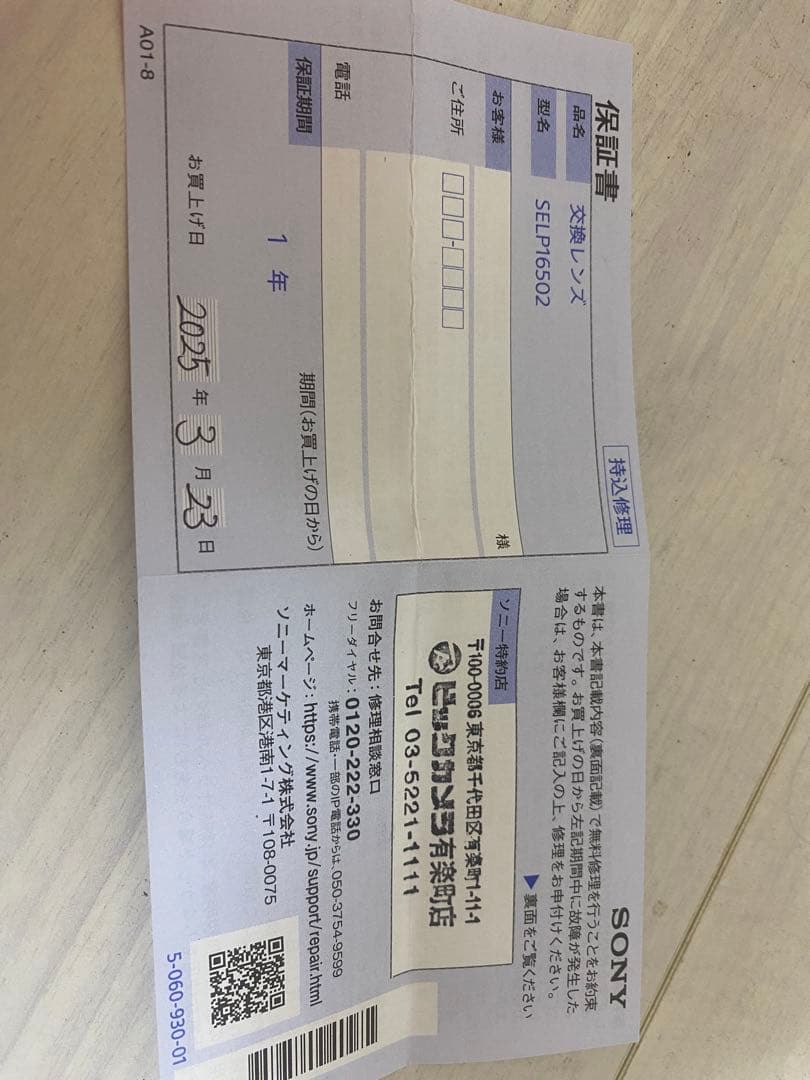 保証書
持込修理
品名 交換レンズ
型名 SELP16502
お客様
様
ご住所
電話
保証期間
1 年
期間(お買上げの日から)
お買上げ日 2025 年 3 月 23 日
A01-8
SONY
本書は、本書記載内容(裏面記載)で無料修理を行うことをお約束
するものです。お買上げの日から左記期間中に故障が発生した
場合は、お客様欄にご記入の上、修理をお申付けください。
▶裏面をご覧ください
ソニー特約店
〒100-0006 東京都千代田区有楽町1-11-1
ビックカメラ有楽町店
Tel 03-5221-1111
お問合せ先:修理相談窓口
フリーダイヤル:0120-222-330
携帯電話・一部のIP電話からは、050-3754-9599
ホームページ:https://www.sony.jp/support/repair.html
ソニーマーケティング株式会社
東京都港区港南1-7-1 〒108-0075
5-060-930-01